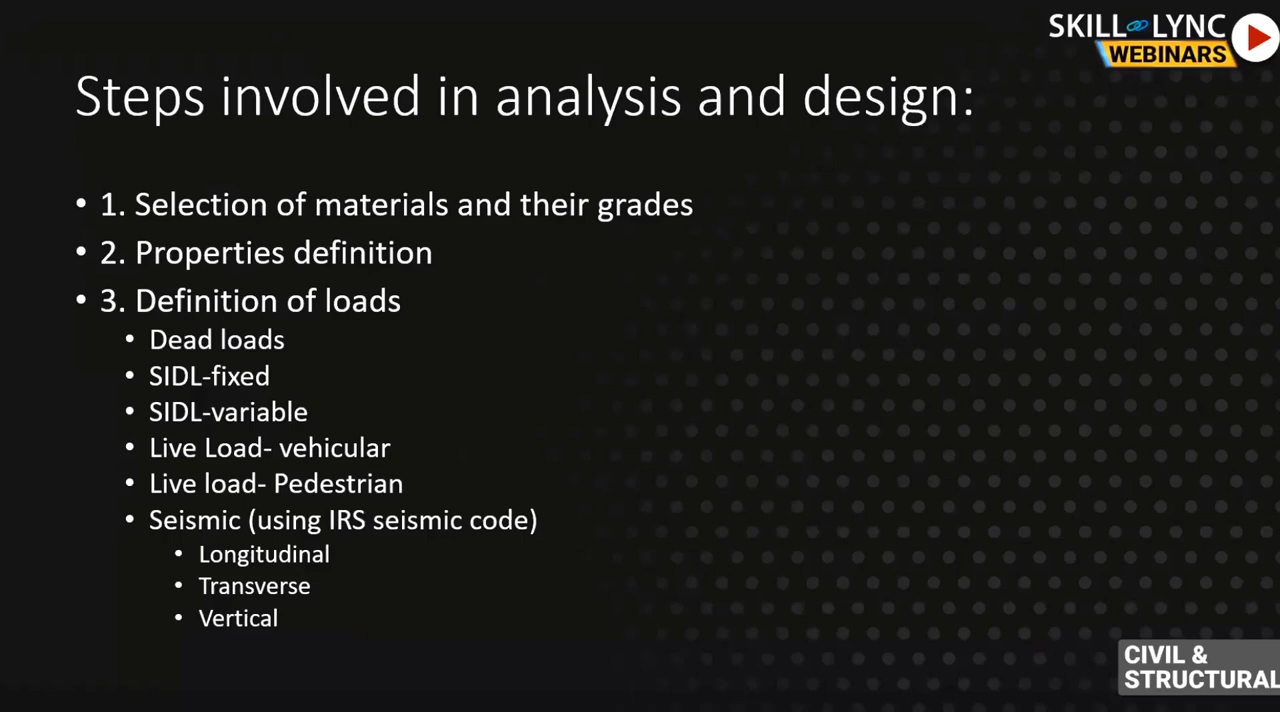 SKILL LYNC
WEBINARS
Steps involved in analysis and design:
• 1. Selection of materials and their grades
• 2. Properties definition
• 3. Definition of loads
• Dead loads
• SIDL-fixed
• SIDL-variable
• Live Load- vehicular
• Live load- Pedestrian
• Seismic (using IRS seismic code)
• Longitudinal
• Transverse
• Vertical
CIVIL &
STRUCTURAL